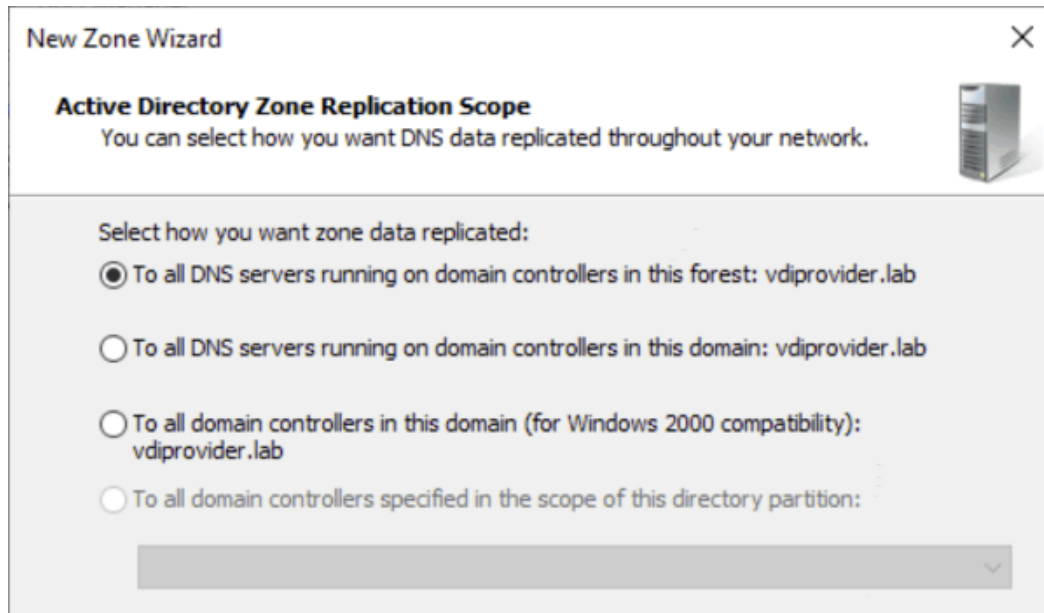 New Zone Wizard
Active Directory Zone Replication Scope
You can select how you want DNS data replicated throughout your network.
Select how you want zone data replicated:
To all DNS servers running on domain controllers in this forest: vdiprovider.lab
To all DNS servers running on domain controllers in this domain: vdiprovider.lab
To all domain controllers in this domain (for Windows 2000 compatibility):
vdiprovider.lab
To all domain controllers specified in the scope of this directory partition: